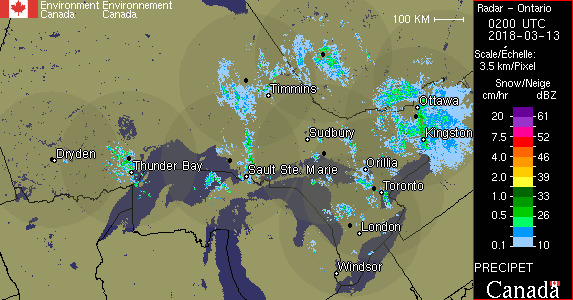 Environment Environnement
Canada Canada
100 KM
Timmins
Ottawa
Sudbury
Kingston
Dryden
Thunder Bay
Sault Ste. Marie
Orillia
Toronto
London
Windsor
Radar - Ontario
0200 UTC
2018-03-13
Scale/Échelle:
3.5 km/Pixel
Snow/Neige
cm/hr dBZ
20 61
7.5 52
4.0 46
2.0 39
1.0 33
0.5 26
0.1 10
PRECIPET
Canada